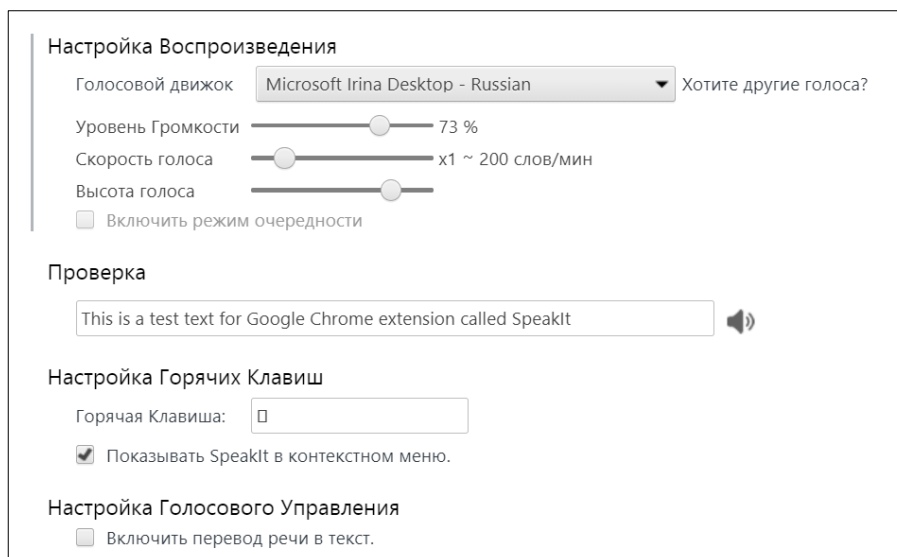 Настройка Воспроизведения
Голосовой движок Microsoft Irina Desktop - Russian Хотите другие голоса?
Уровень Громкости 73 %
Скорость голоса x1 ~ 200 слов/мин
Высота голоса
Включить режим очередности
Проверка
This is a test text for Google Chrome extension called SpeakIt
Настройка Горячих Клавиш
Горячая Клавиша:
Показывать SpeakIt в контекстном меню.
Настройка Голосового Управления
Включить перевод речи в текст.